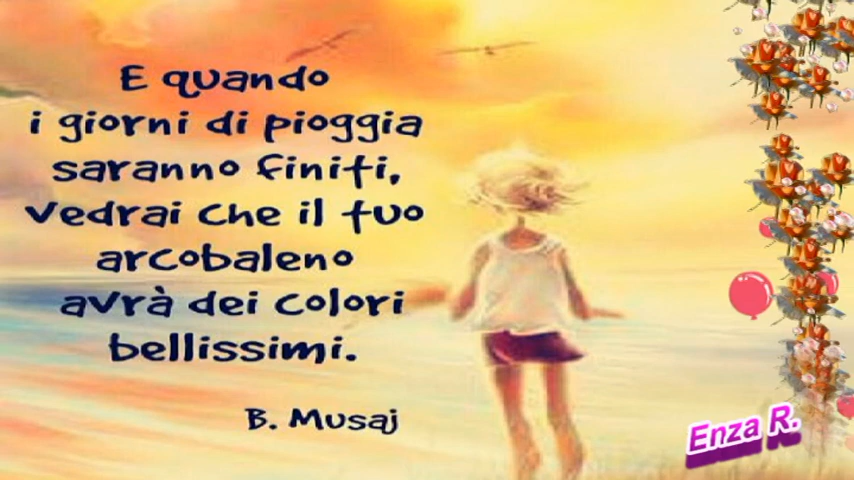 E quando
i giorni di pioggia
saranno finiti,
vedrai che il tuo
arcobaleno
avrà dei colori
bellissimi.
B. Musaj
Enza R.